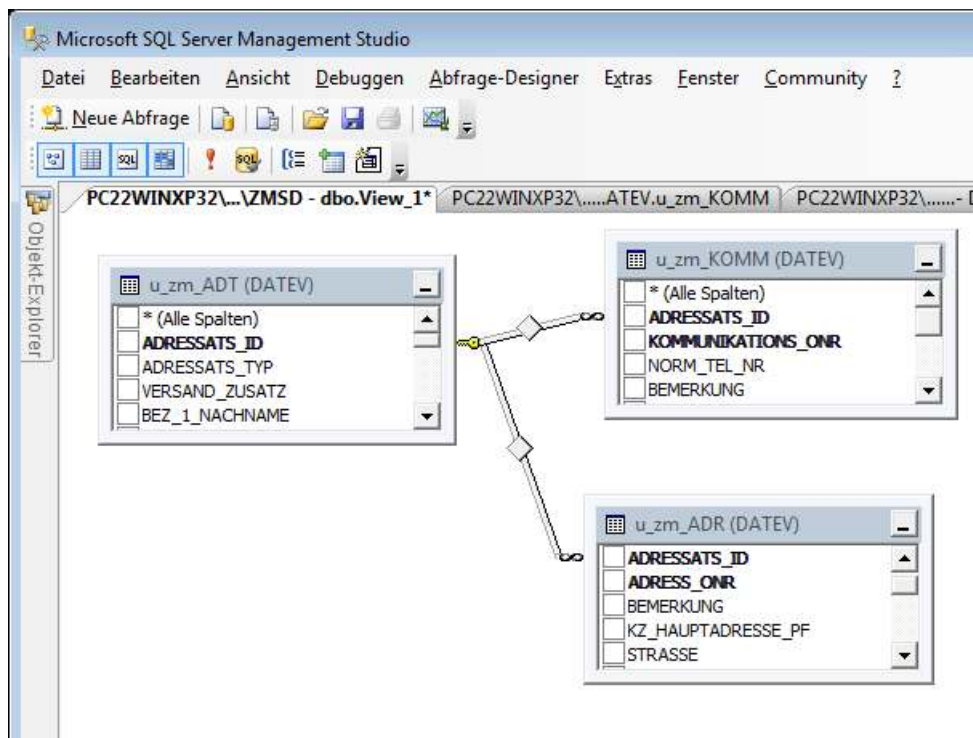 Microsoft SQL Server Management Studio
Datei Bearbeiten Ansicht Debuggen Abfrage-Designer Extras Fenster Community ?
Neue Abfrage
SQL SQL
PC22WINXP32\...\ZMSD - dbo.View_1* PC22WINXP32\.....ATEV.u_zm_KOMM PC22WINXP32\......- D
Objekt-Explorer
u_zm_ADT (DATEV)
* (Alle Spalten)
ADRESSATS_ID
ADRESSATS_TYP
VERSAND_ZUSATZ
BEZ_1_NACHNAME
u_zm_KOMM (DATEV)
* (Alle Spalten)
ADRESSATS_ID
KOMMUNIKATIONS_ONR
NORM_TEL_NR
BEMERKUNG
u_zm_ADR (DATEV)
ADRESSATS_ID
ADRESS_ONR
BEMERKUNG
KZ_HAUPTADRESSE_PF
STRASSE